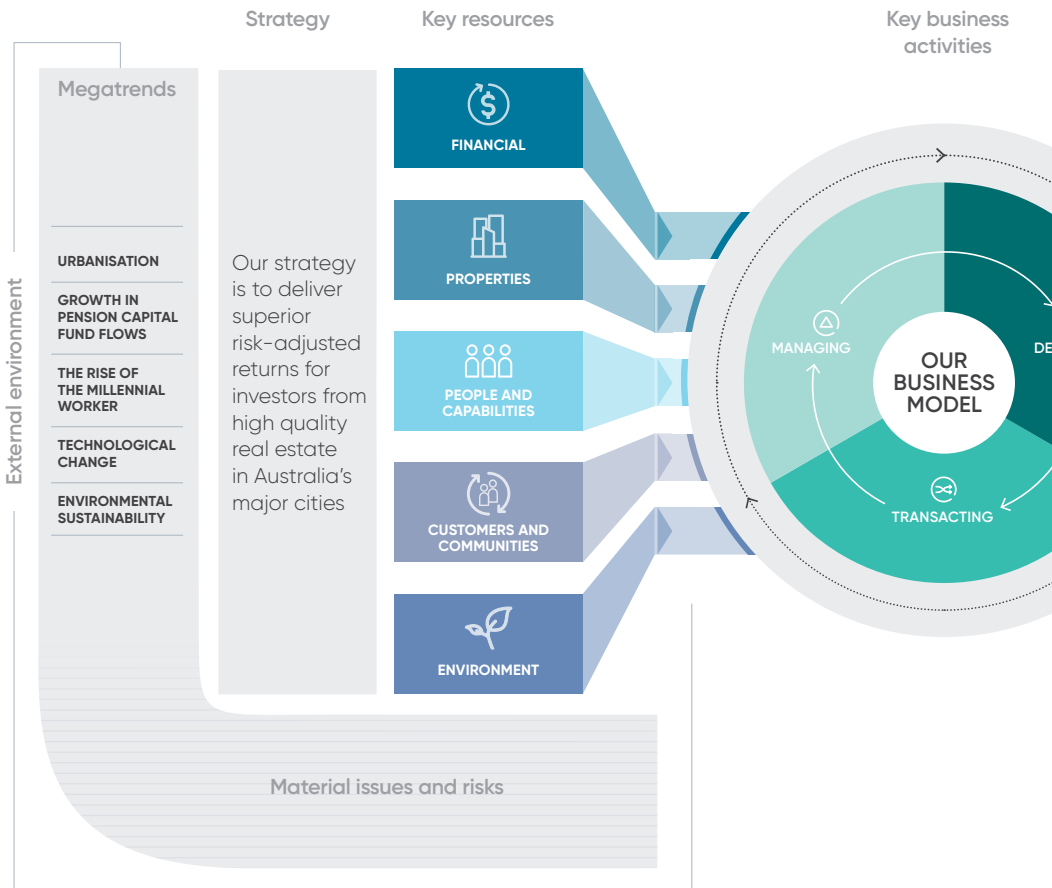 Strategy
Key resources
Key business
activities
External environment
Megatrends
URBANISATION
GROWTH IN
PENSION CAPITAL
FUND FLOWS
THE RISE OF
THE MILLENNIAL
WORKER
TECHNOLOGICAL
CHANGE
ENVIRONMENTAL
SUSTAINABILITY
Our strategy
is to deliver
superior
risk-adjusted
returns for
investors from
high quality
real estate
in Australia’s
major cities
$
FINANCIAL
PROPERTIES
PEOPLE AND
CAPABILITIES
CUSTOMERS AND
COMMUNITIES
ENVIRONMENT
MANAGING
DE
OUR
BUSINESS
MODEL
TRANSACTING
Material issues and risks